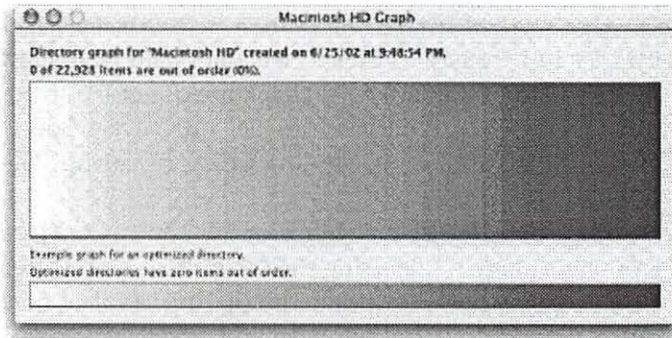 Macintosh HD Graph
Directory graph for "Macintosh HD" created on 6/25/02 at 9:48:54 PM.
0 of 22,928 items are out of order (0%).
Example graph for an optimized directory.
Optimized directories have zero items out of order.